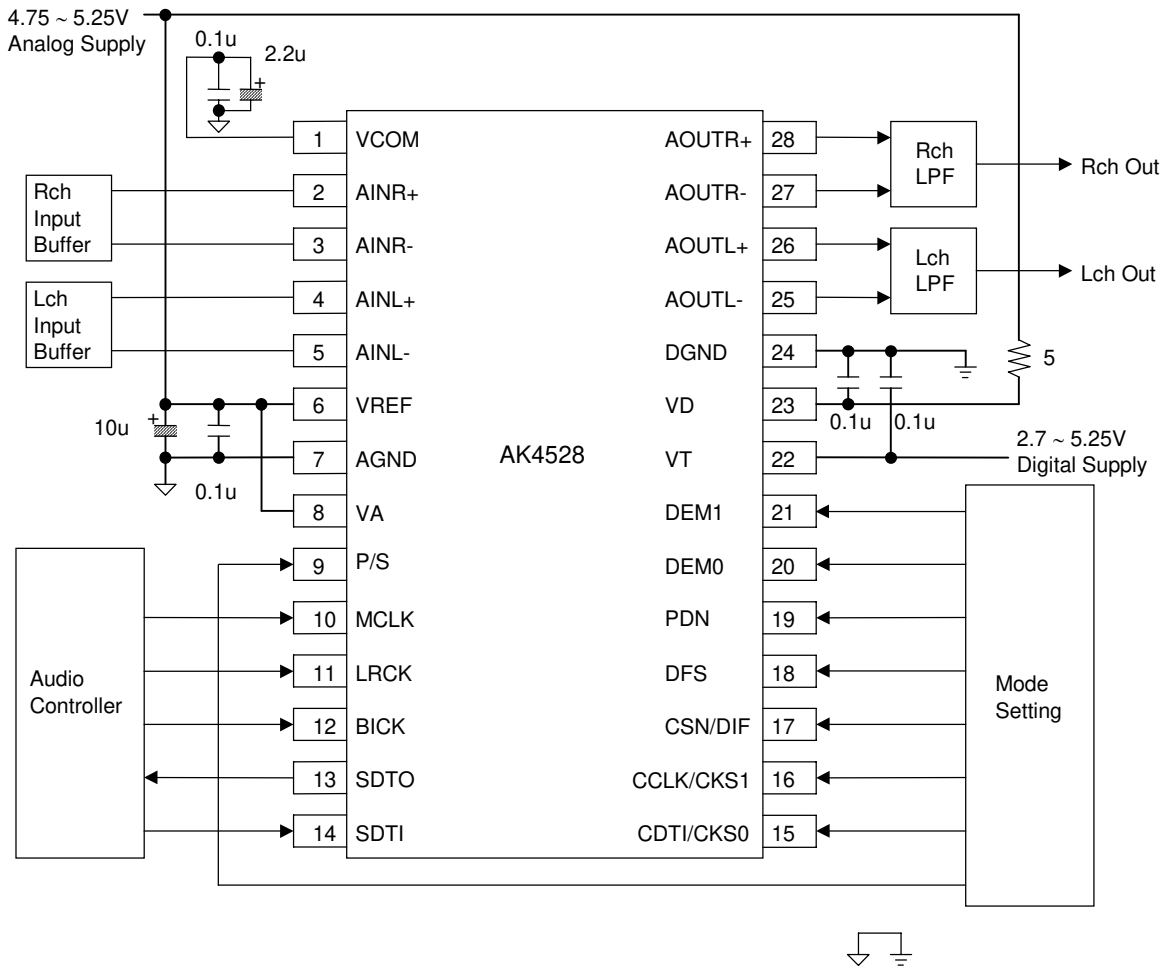 4.75 ~ 5.25V
Analog Supply
0.1u
2.2u
+
1 VCOM
2 AINR+
3 AINR-
4 AINL+
5 AINL-
6 VREF
7 AGND
8 VA
9 P/S
10 MCLK
11 LRCK
12 BICK
13 SDTO
14 SDTI
AK4528
AOUTR+ 28
AOUTR- 27
AOUTL+ 26
AOUTL- 25
DGND 24
VD 23
VT 22
DEM1 21
DEM0 20
PDN 19
DFS 18
CSN/DIF 17
CCLK/CKS1 16
CDTI/CKS0 15
Rch
Input
Buffer
Lch
Input
Buffer
10u
+
0.1u
Audio
Controller
Rch
LPF
Rch Out
Lch
LPF
Lch Out
5
0.1u
0.1u
2.7 ~ 5.25V
Digital Supply
Mode
Setting